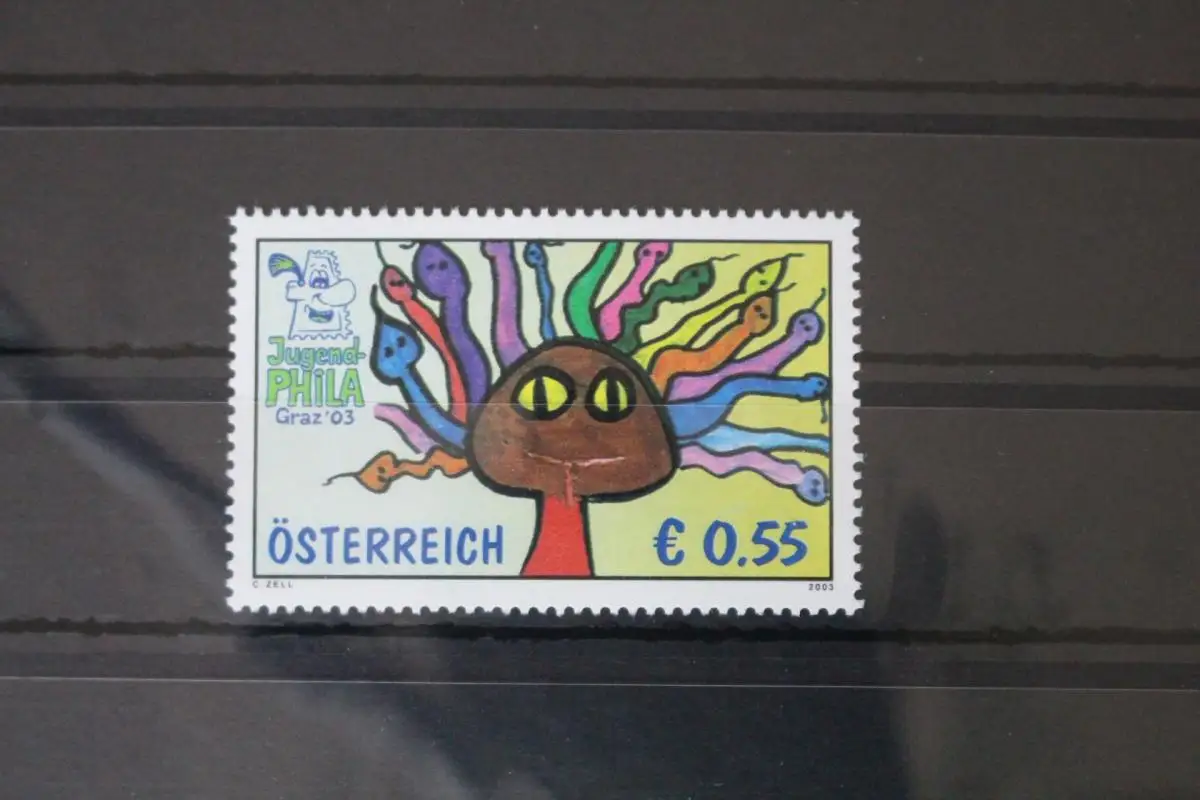 Jugend-
PHILA
Graz '03
ÖSTERREICH
€ 0.55
C. ZELL
2003